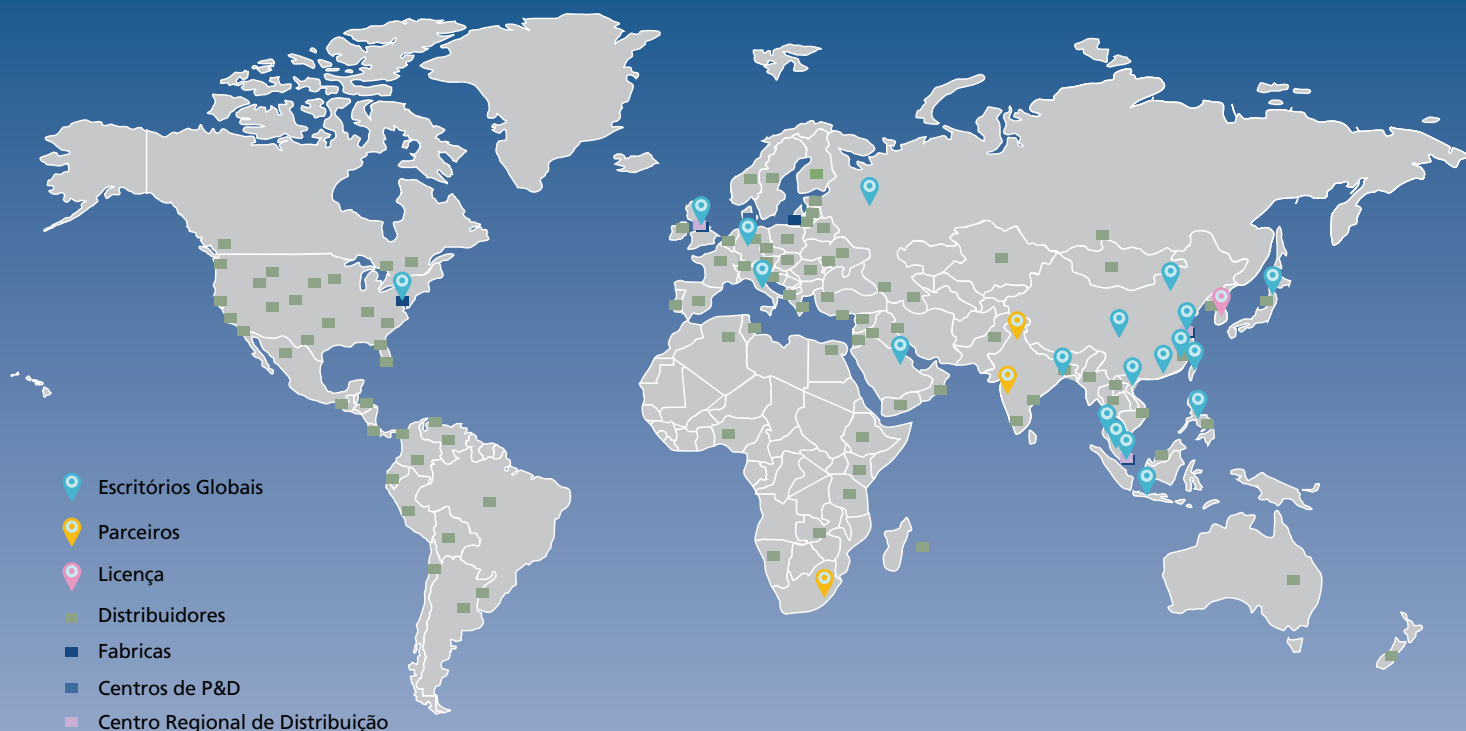 Escritórios Globais
Parceiros
Licença
Distribuidores
Fabricas
Centros de P&D
Centro Regional de Distribuição